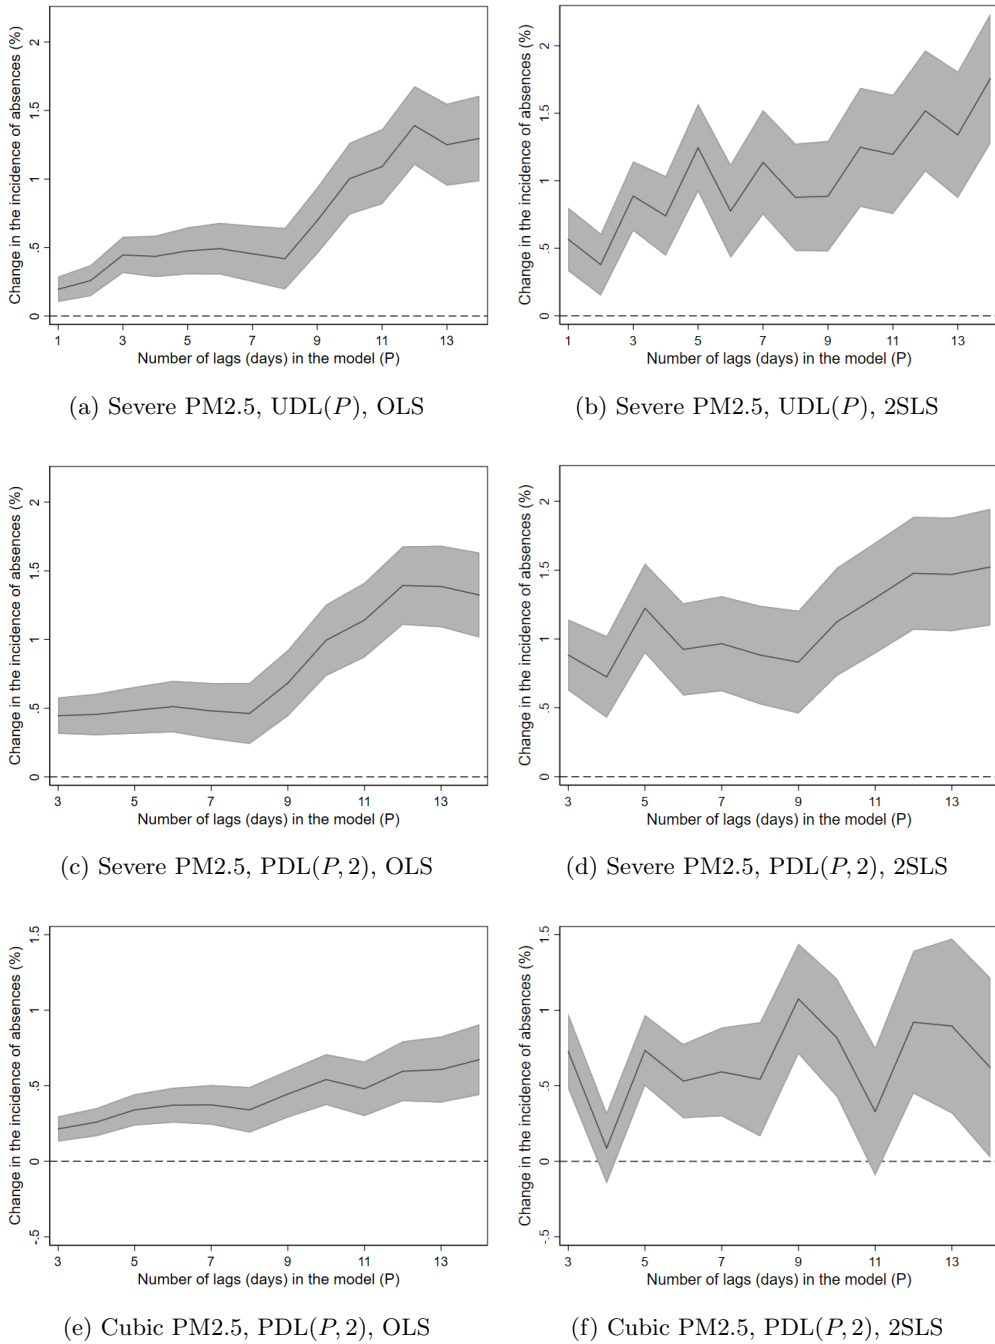 Change in the incidence of absences (%)
2
1.5
1
.5
0
1 3 5 7 9 11 13
Number of lags (days) in the model (P)
(a) Severe PM2.5, UDL(P), OLS
Change in the incidence of absences (%)
2
1.5
1
.5
0
1 3 5 7 9 11 13
Number of lags (days) in the model (P)
(b) Severe PM2.5, UDL(P), 2SLS
Change in the incidence of absences (%)
2
1.5
1
.5
0
3 5 7 9 11 13
Number of lags (days) in the model (P)
(c) Severe PM2.5, PDL(P, 2), OLS
Change in the incidence of absences (%)
2
1.5
1
.5
0
3 5 7 9 11 13
Number of lags (days) in the model (P)
(d) Severe PM2.5, PDL(P, 2), 2SLS
Change in the incidence of absences (%)
1.5
1
.5
0
-.5
3 5 7 9 11 13
Number of lags (days) in the model (P)
(e) Cubic PM2.5, PDL(P, 2), OLS
Change in the incidence of absences (%)
1.5
1
.5
0
-.5
3 5 7 9 11 13
Number of lags (days) in the model (P)
(f) Cubic PM2.5, PDL(P, 2), 2SLS